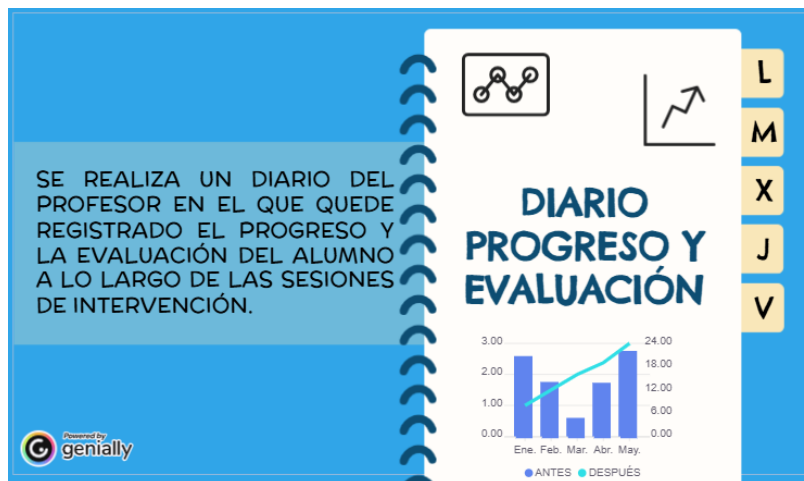 SE REALIZA UN DIARIO DEL
PROFESOR EN EL QUE QUEDE
REGISTRADO EL PROGRESO Y
LA EVALUACIÓN DEL ALUMNO
A LO LARGO DE LAS SESIONES
DE INTERVENCIÓN.
Powered by
genially
DIARIO
PROGRESO Y
EVALUACIÓN
3.00 24.00
18.00
2.00
12.00
1.00
6.00
0.00 0.00
Ene. Feb. Mar. Abr. May.
ANTES DESPUÉS
L
M
X
J
V